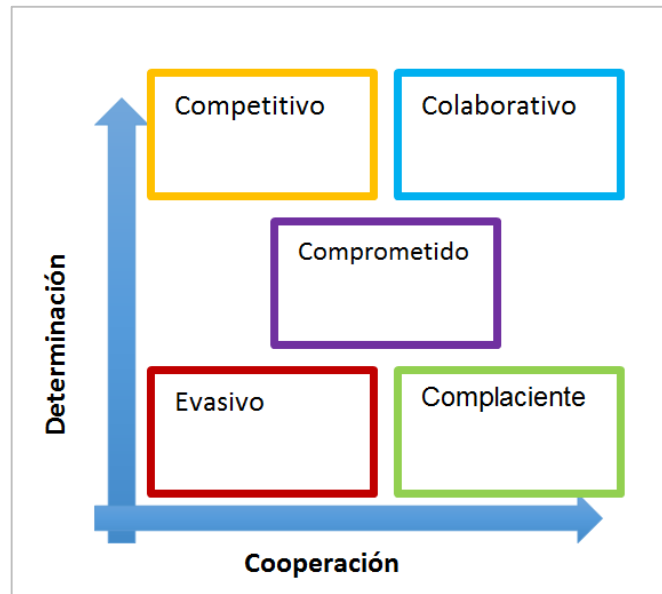 Competitivo
Colaborativo
Comprometido
Evasivo
Complaciente
Determinación
Cooperación